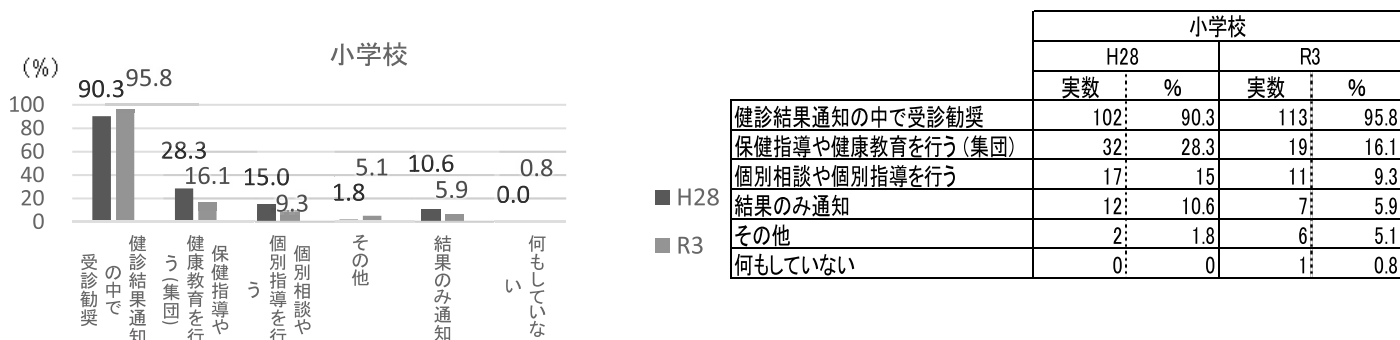 小学校
(%)
90.3
95.8
28.3
16.1
15.0
9.3
1.8
5.1
10.6
5.9
0.0
0.8
100
80
60
40
20
0
健診結果通知
の中で
受診勧奨
保健指導や
健康教育を行
う(集団)
個別相談や
個別指導を行
う
その他
結果のみ通知
何もしていな
い
H28
R3
小学校
H28 R3
実数 % 実数 %
健診結果通知の中で受診勧奨 102 90.3 113 95.8
保健指導や健康教育を行う(集団) 32 28.3 19 16.1
個別相談や個別指導を行う 17 15 11 9.3
結果のみ通知 12 10.6 7 5.9
その他 2 1.8 6 5.1
何もしていない 0 0 1 0.8